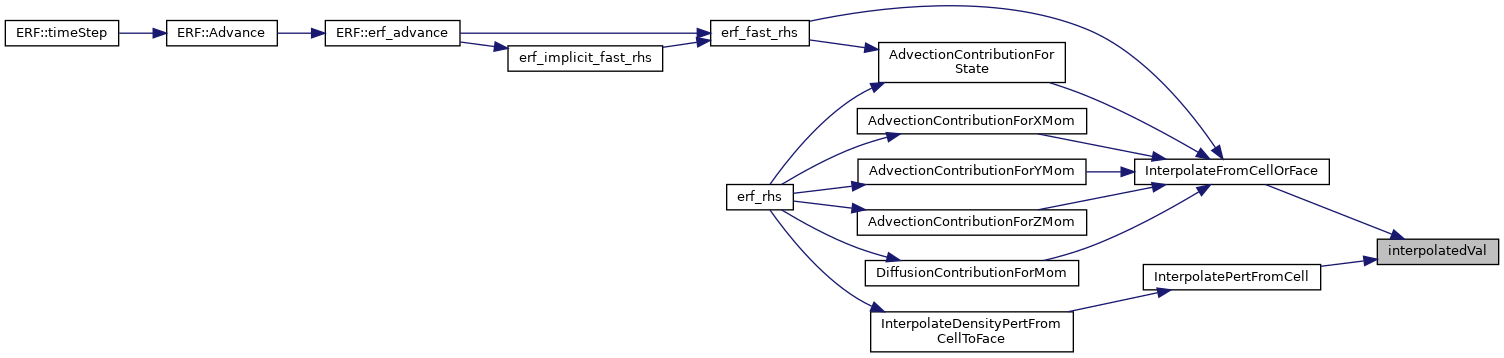 ERF::timeStep
ERF::Advance
ERF::erf_advance
erf_fast_rhs
erf_implicit_fast_rhs
AdvectionContributionFor
State
AdvectionContributionForXMom
AdvectionContributionForYMom
InterpolateFromCellOrFace
erf_rhs
AdvectionContributionForZMom
interpolatedVal
DiffusionContributionForMom
InterpolatePertFromCell
InterpolateDensityPertFrom
CellToFace